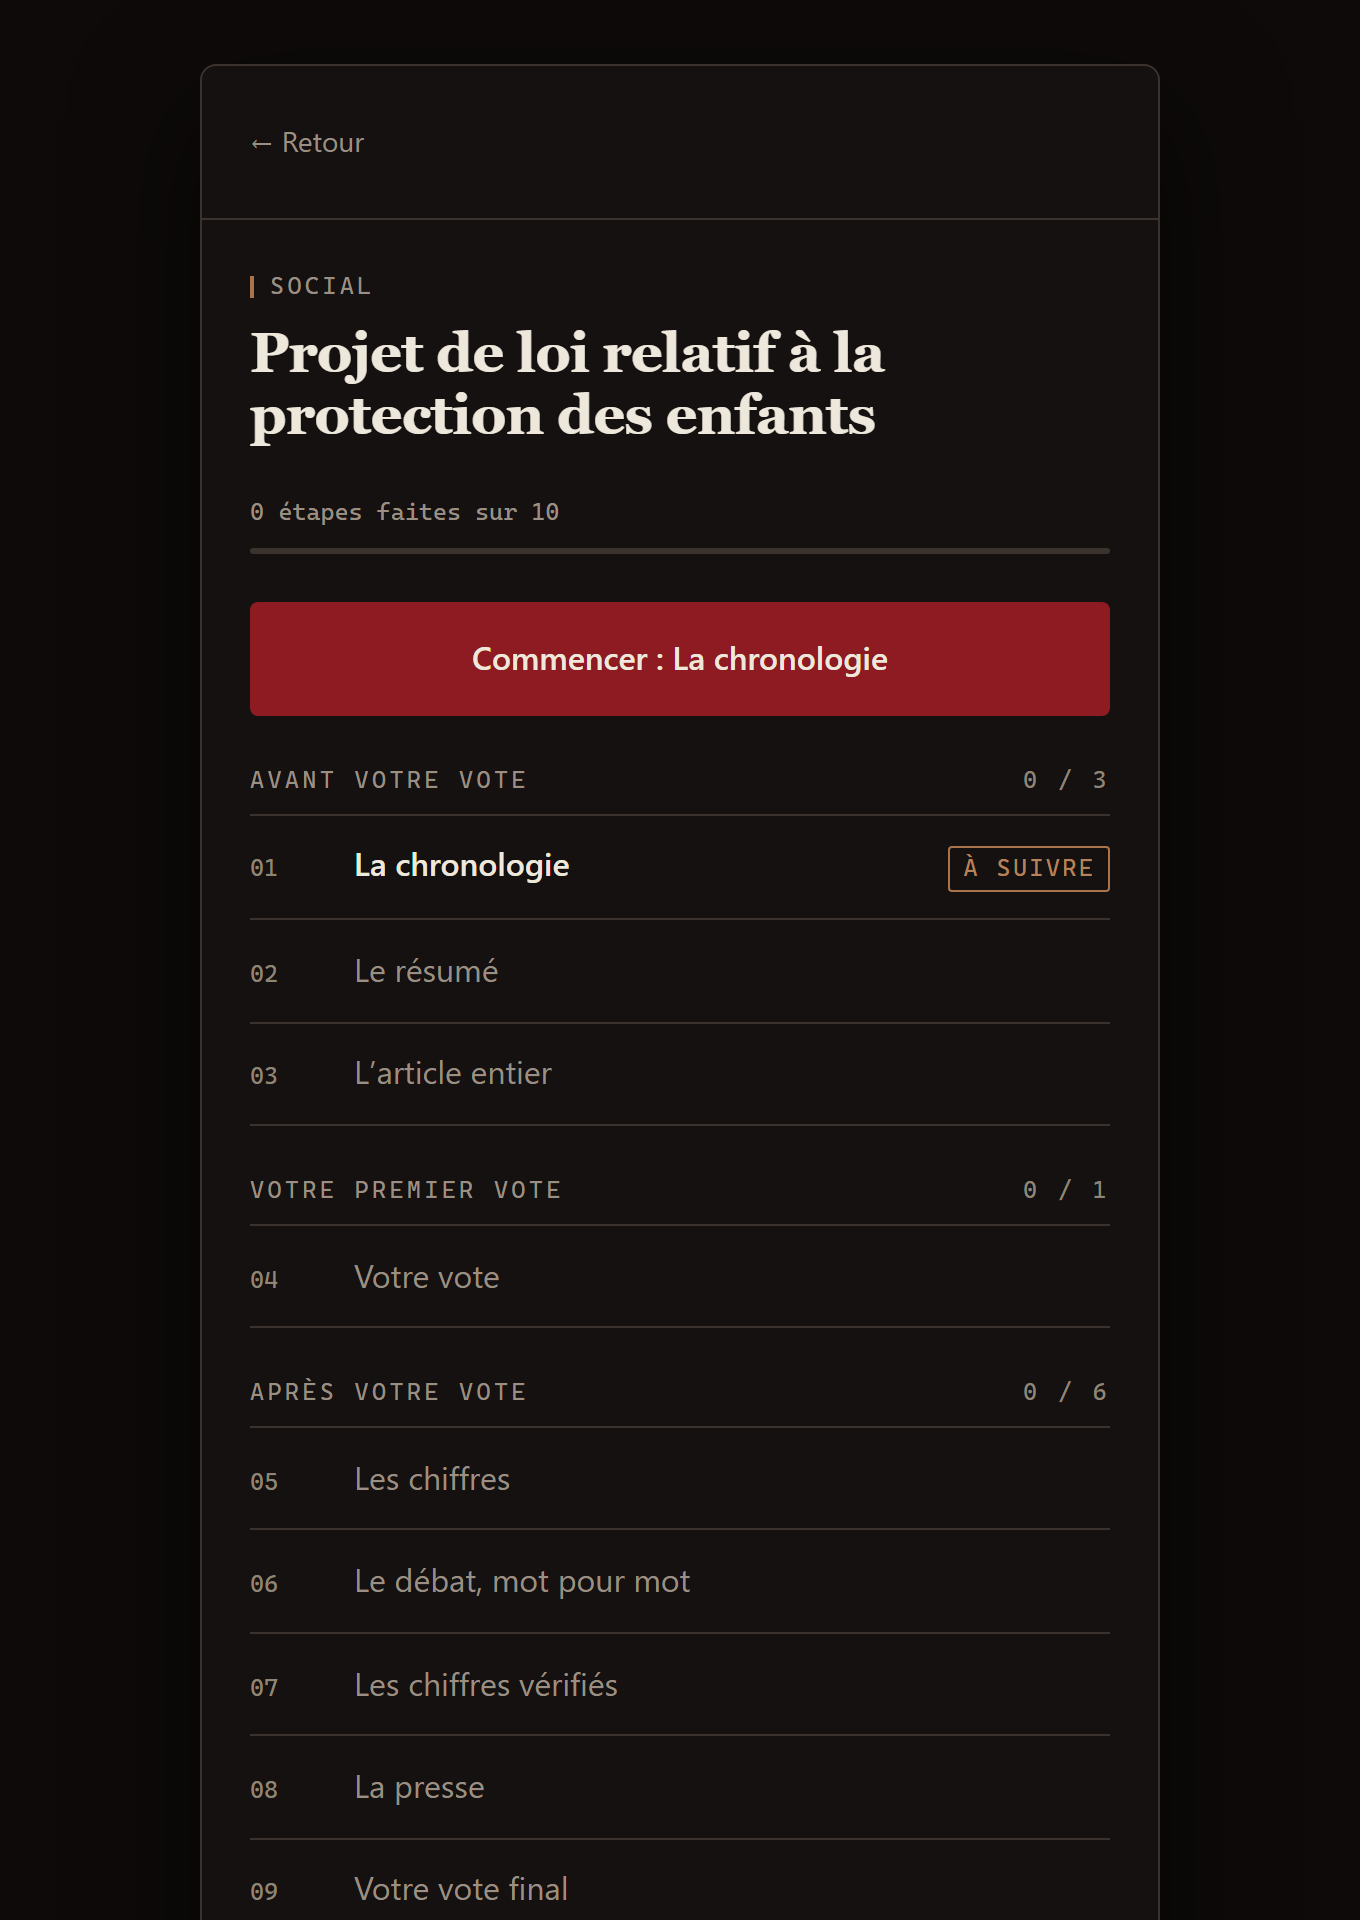 ← Retour
SOCIAL
Projet de loi relatif à la
protection des enfants
0 étapes faites sur 10
Commencer : La chronologie
AVANT VOTRE VOTE 0 / 3
01 La chronologie À SUIVRE
02 Le résumé
03 L’article entier
VOTRE PREMIER VOTE 0 / 1
04 Votre vote
APRÈS VOTRE VOTE 0 / 6
05 Les chiffres
06 Le débat, mot pour mot
07 Les chiffres vérifiés
08 La presse
09 Votre vote final